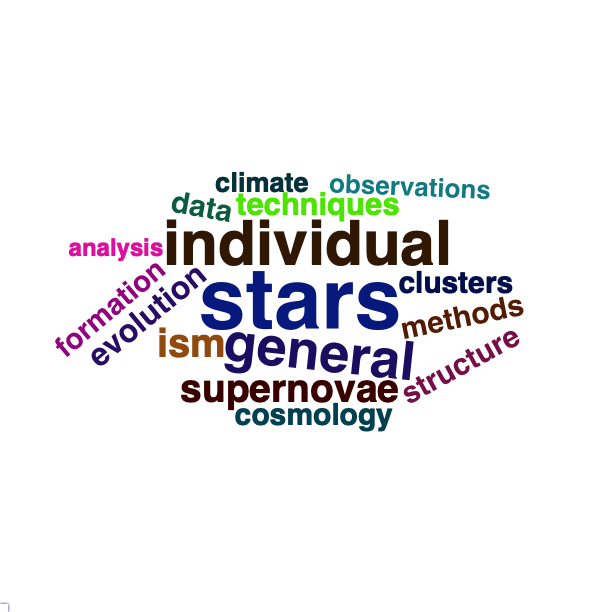 climate
observations
data
techniques
individual
analysis
stars
clusters
formation
evolution
methods
ism
general
structure
supernovae
cosmology